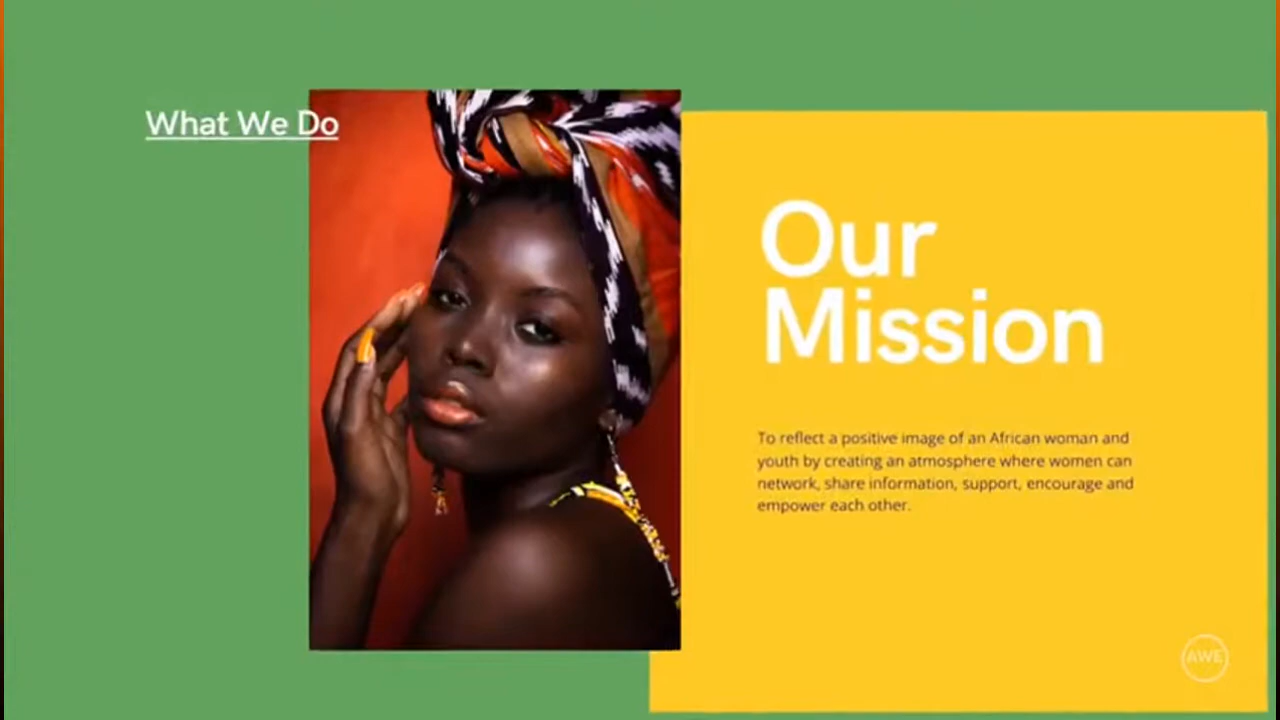 What We Do
Our
Mission
To reflect a positive image of an African woman and
youth by creating an atmosphere where women can
network, share information, support, encourage and
empower each other.
AWE